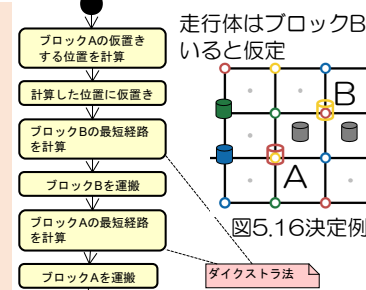 ブロックAの仮置き
する位置を計算
計算した位置に仮置き
ブロックBの最短経路
を計算
ブロックBを運搬
ブロックAの最短経路
を計算
ブロックAを運搬
走行体はブロックB
いると仮定
B
A
図5.16決定例
ダイクストラ法